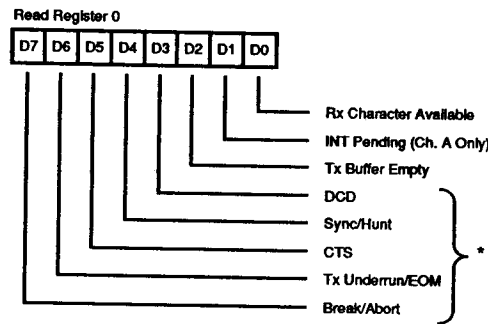 Read Register 0
D7 D6 D5 D4 D3 D2 D1 D0
Rx Character Available
INT Pending (Ch. A Only)
Tx Buffer Empty
DCD
Sync/Hunt
CTS
*
Tx Underrun/EOM
Break/Abort